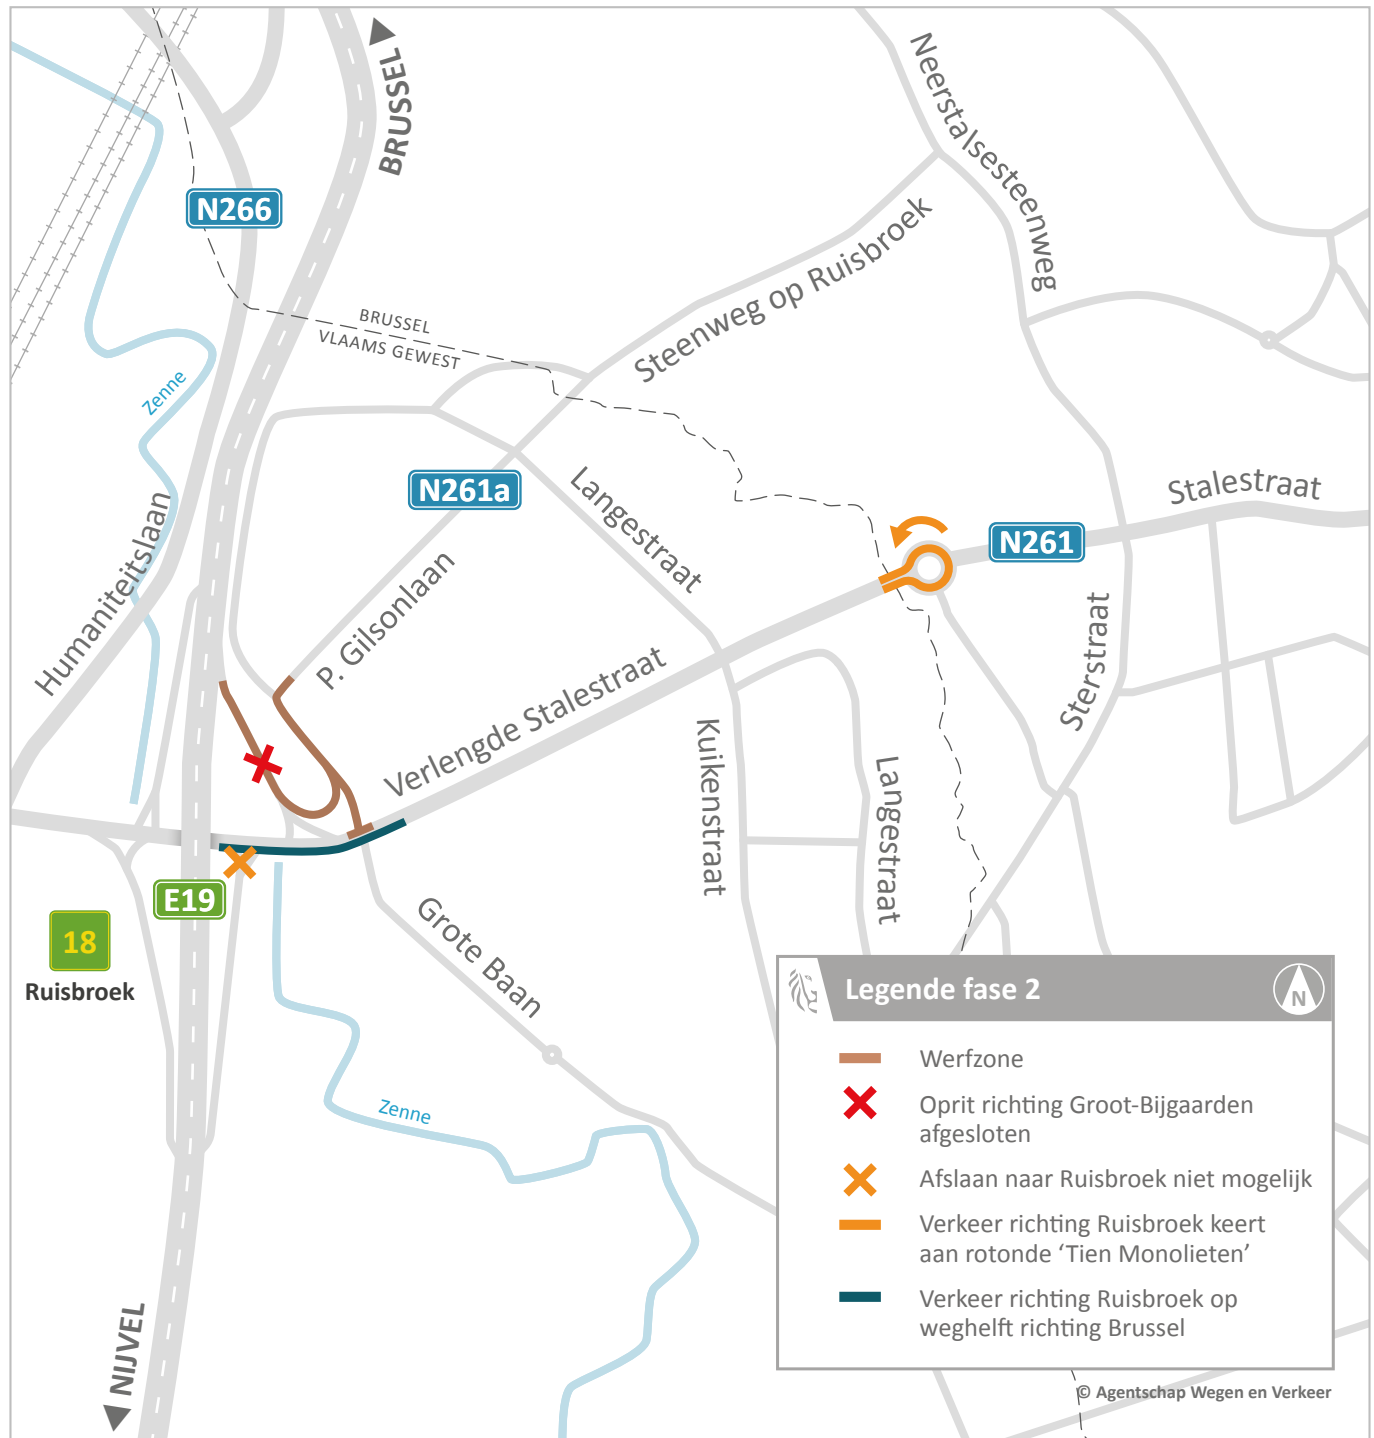 BRUSSEL
Neerstalsesteenweg
N266
Steenweg op Ruisbroek
BRUSSEL
VLAAMS GEWEST
Zenne
N261a
Langestraat
Stalestraat
N261
Humaniteitslaan
P. Gilsonlaan
Sterstraat
Verlengde Stalestraat
Kuikenstraat
Langestraat
E19
18
Ruisbroek
Grote Baan
Zenne
NIJVEL
Legende fase 2
N
Werfzone
Oprit richting Groot-Bijgaarden
afgesloten
Afslaan naar Ruisbroek niet mogelijk
Verkeer richting Ruisbroek keert
aan rotonde ‘Tien Monolieten’
Verkeer richting Ruisbroek op
weghelft richting Brussel
© Agentschap Wegen en Verkeer